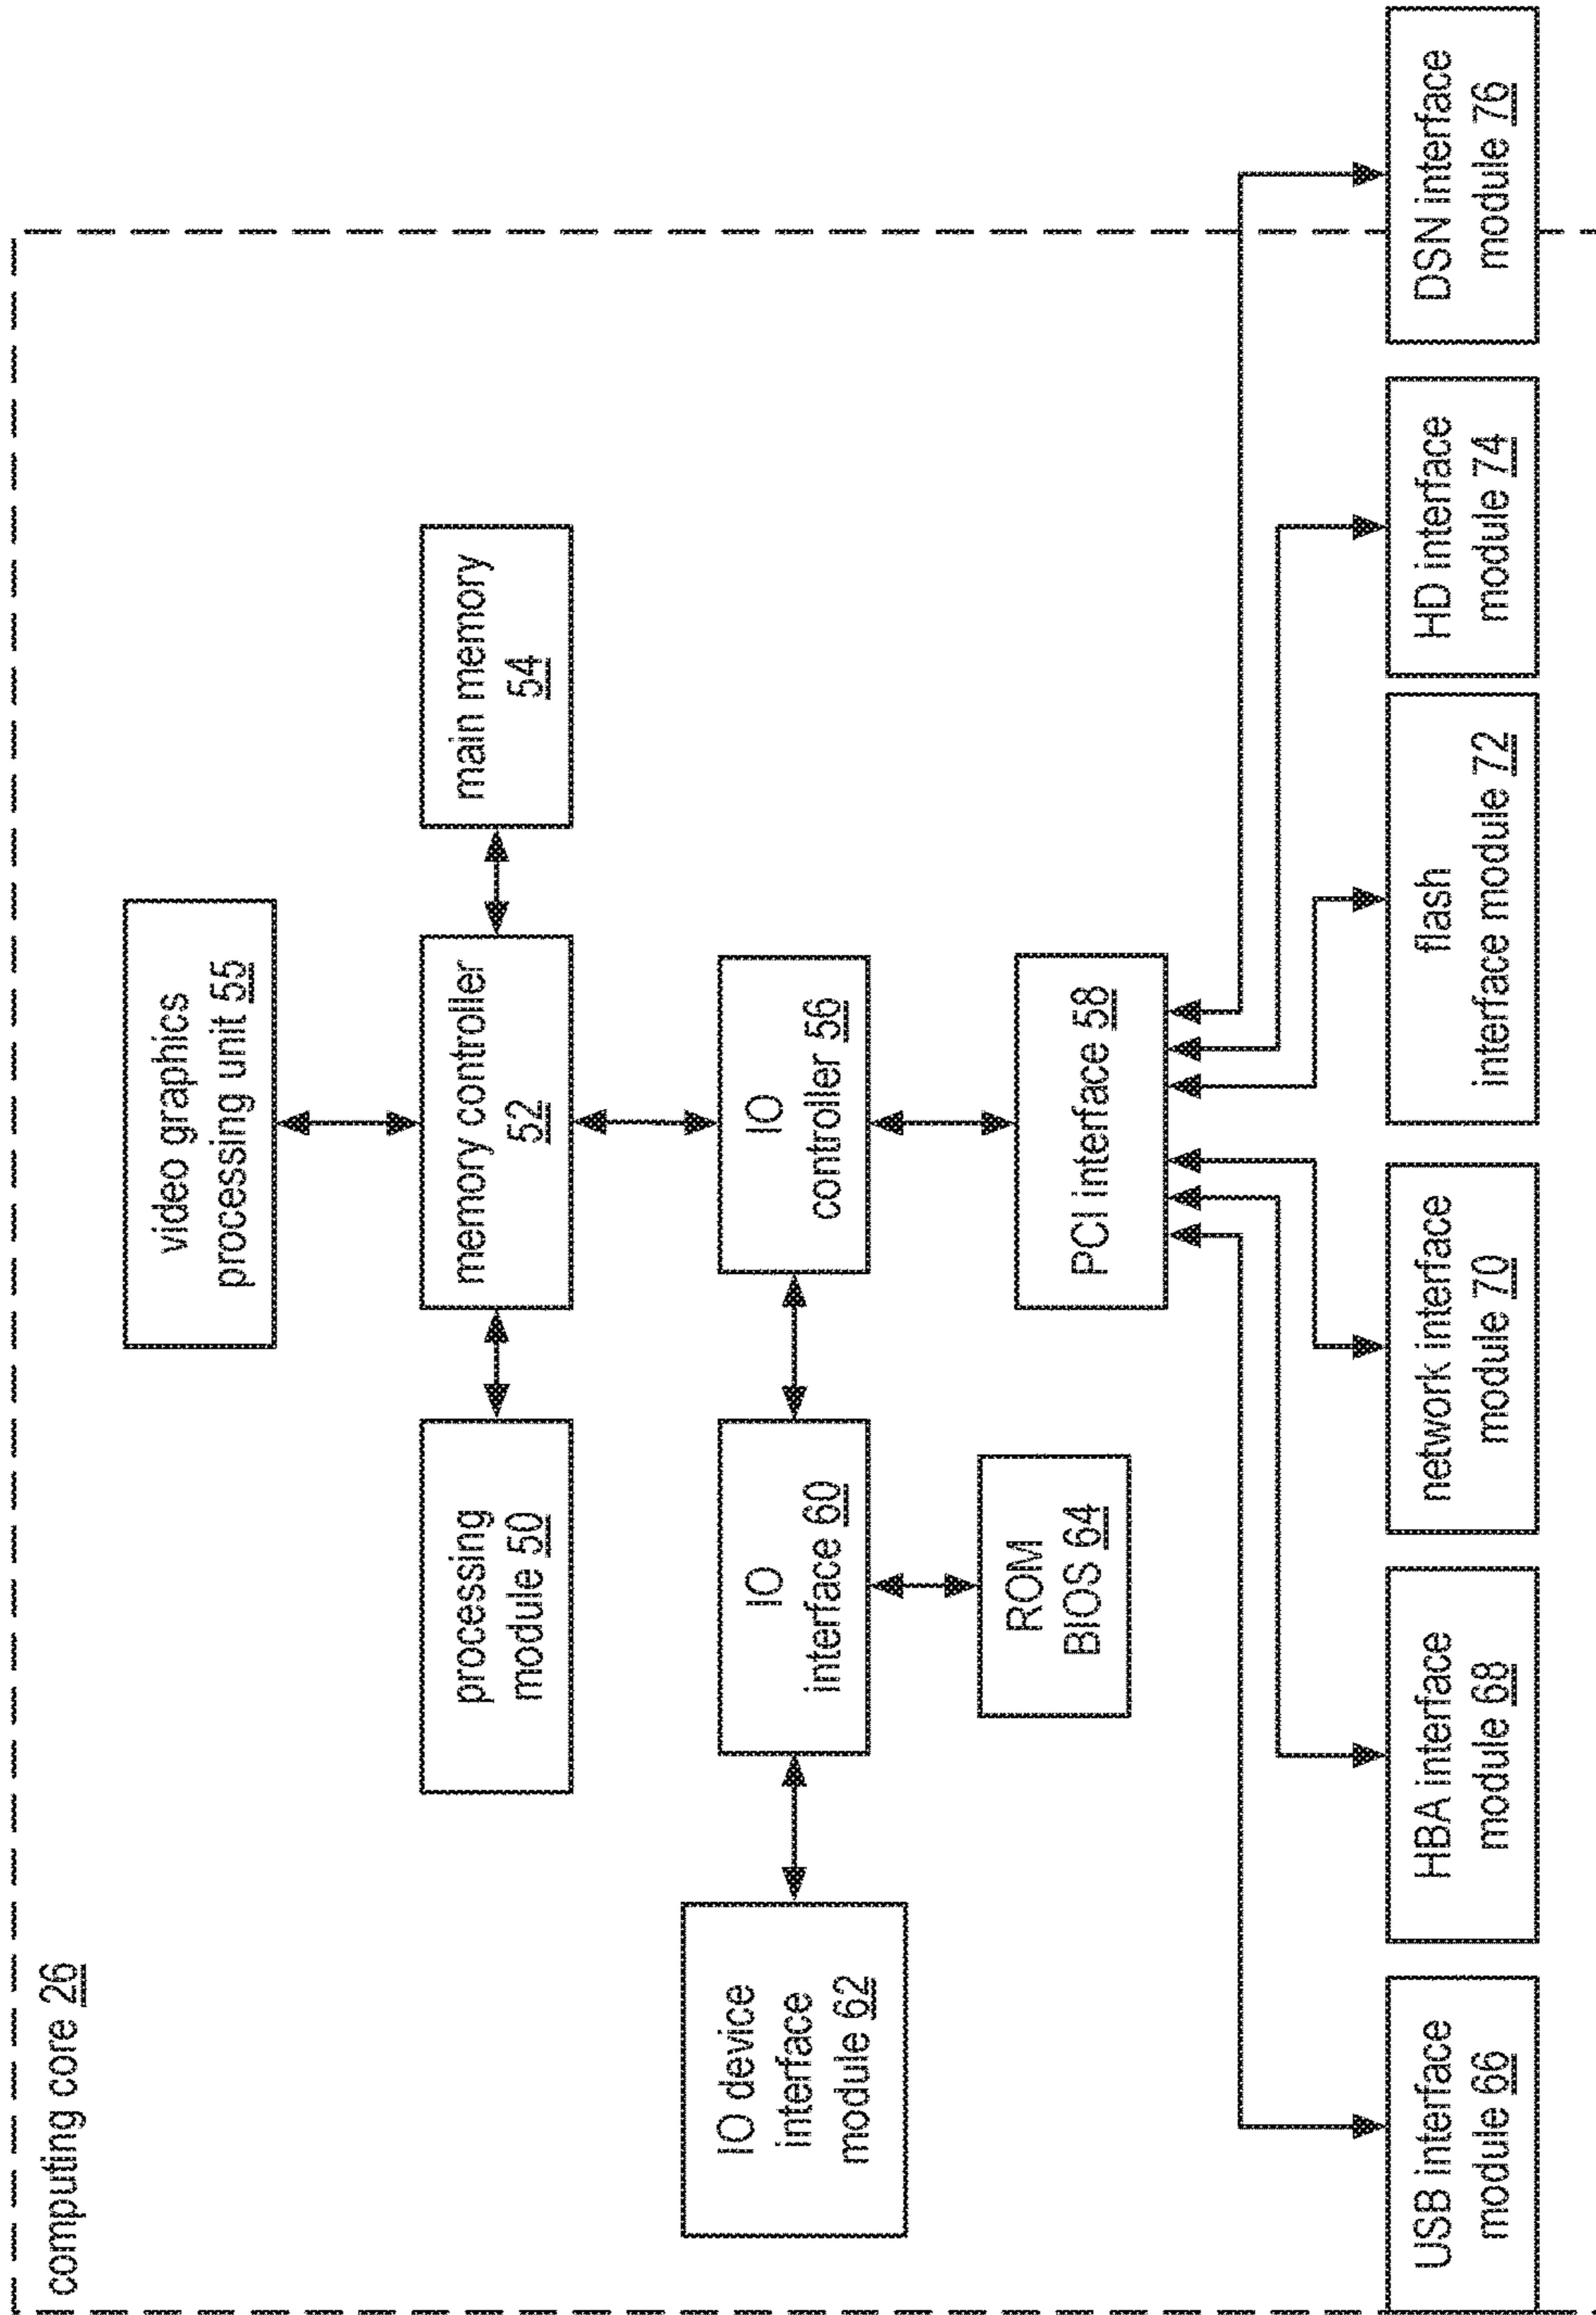 computing core 26
video graphics
processing unit 55
processing
module 50
memory controller
52
main memory
54
IO device
interface
module 62
IO
interface 60
IO
controller 56
ROM
BIOS 64
PCI interface 58
USB interface
module 66
HBA interface
module 68
network interface
module 70
flash
interface module 72
HD interface
module 74
DSN interface
module 76